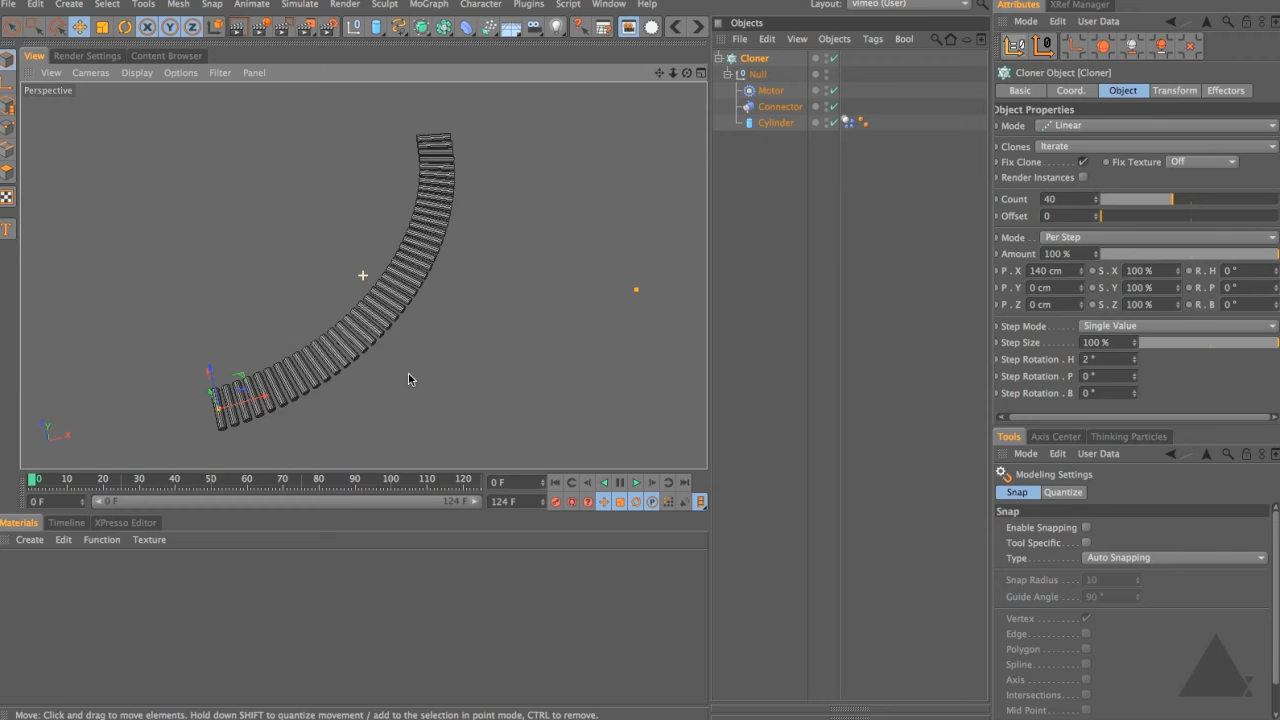 File Edit Create Select Tools Mesh Snap Animate Simulate Render Sculpt MoGraph Character Plugins Script Window Help Layout: vimeo (User)
View Render Settings Content Browser
View Cameras Display Options Filter Panel
Perspective
Y X
0 10 20 30 40 50 60 70 80 90 100 110 120 0 F
0 F 0 F 124 F 124 F
Materials Timeline XPresso Editor
Create Edit Function Texture
Move: Click and drag to move elements. Hold down SHIFT to quantize movement / add to the selection in point mode, CTRL to remove.
Objects
File Edit View Objects Tags Bool
Cloner
Null
Motor
Connector
Cylinder
Attributes XRef Manager
Mode Edit User Data
Cloner Object [Cloner]
Basic Coord. Object Transform Effectors
Object Properties
Mode Linear
Clones Iterate
Fix Clone Fix Texture Off
Render Instances
Count 40
Offset 0
Mode Per Step
Amount 100 %
P . X 140 cm S . X 100 % R . H 0 °
P . Y 0 cm S . Y 100 % R . P 0 °
P . Z 0 cm S . Z 100 % R . B 0 °
Step Mode Single Value
Step Size 100 %
Step Rotation . H 2 °
Step Rotation . P 0 °
Step Rotation . B 0 °
Tools Axis Center Thinking Particles
Mode Edit User Data
Modeling Settings
Snap Quantize
Snap
Enable Snapping
Tool Specific
Type Auto Snapping
Snap Radius 10
Guide Angle 90 °
Vertex
Edge
Polygon
Spline
Axis
Intersections
Mid Point